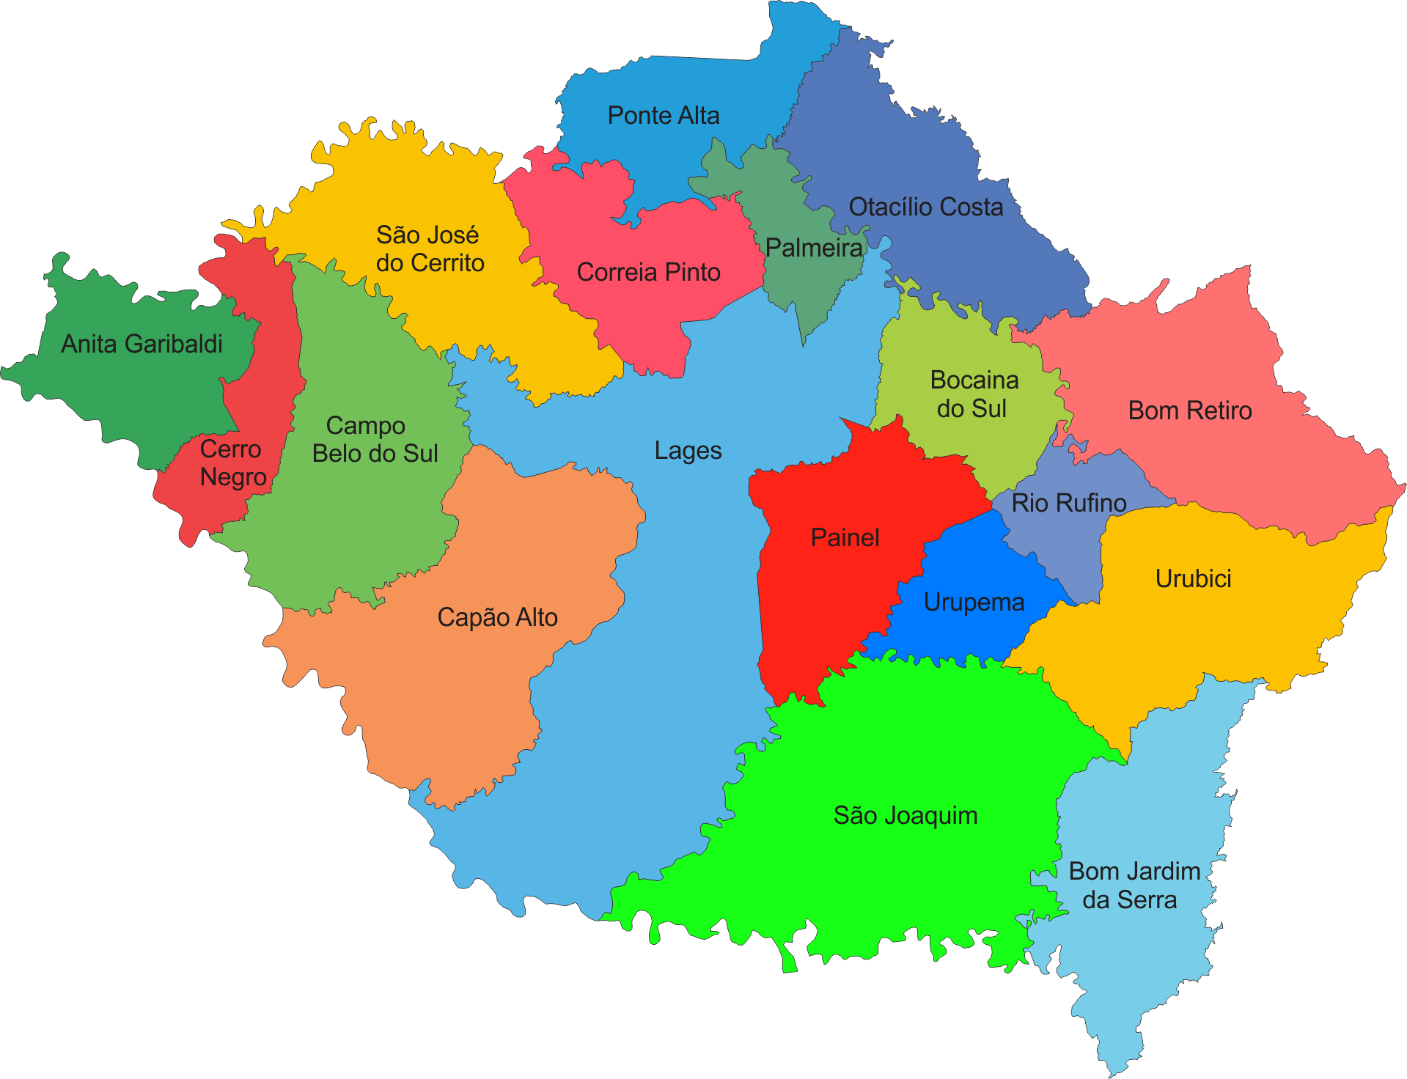 Ponte Alta
Otacílio Costa
São José
do Cerrito
Palmeira
Correia Pinto
Anita Garibaldi
Bocaina
do Sul
Bom Retiro
Campo
Belo do Sul
Cerro
Negro
Lages
Rio Rufino
Painel
Urubici
Urupema
Capão Alto
São Joaquim
Bom Jardim
da Serra